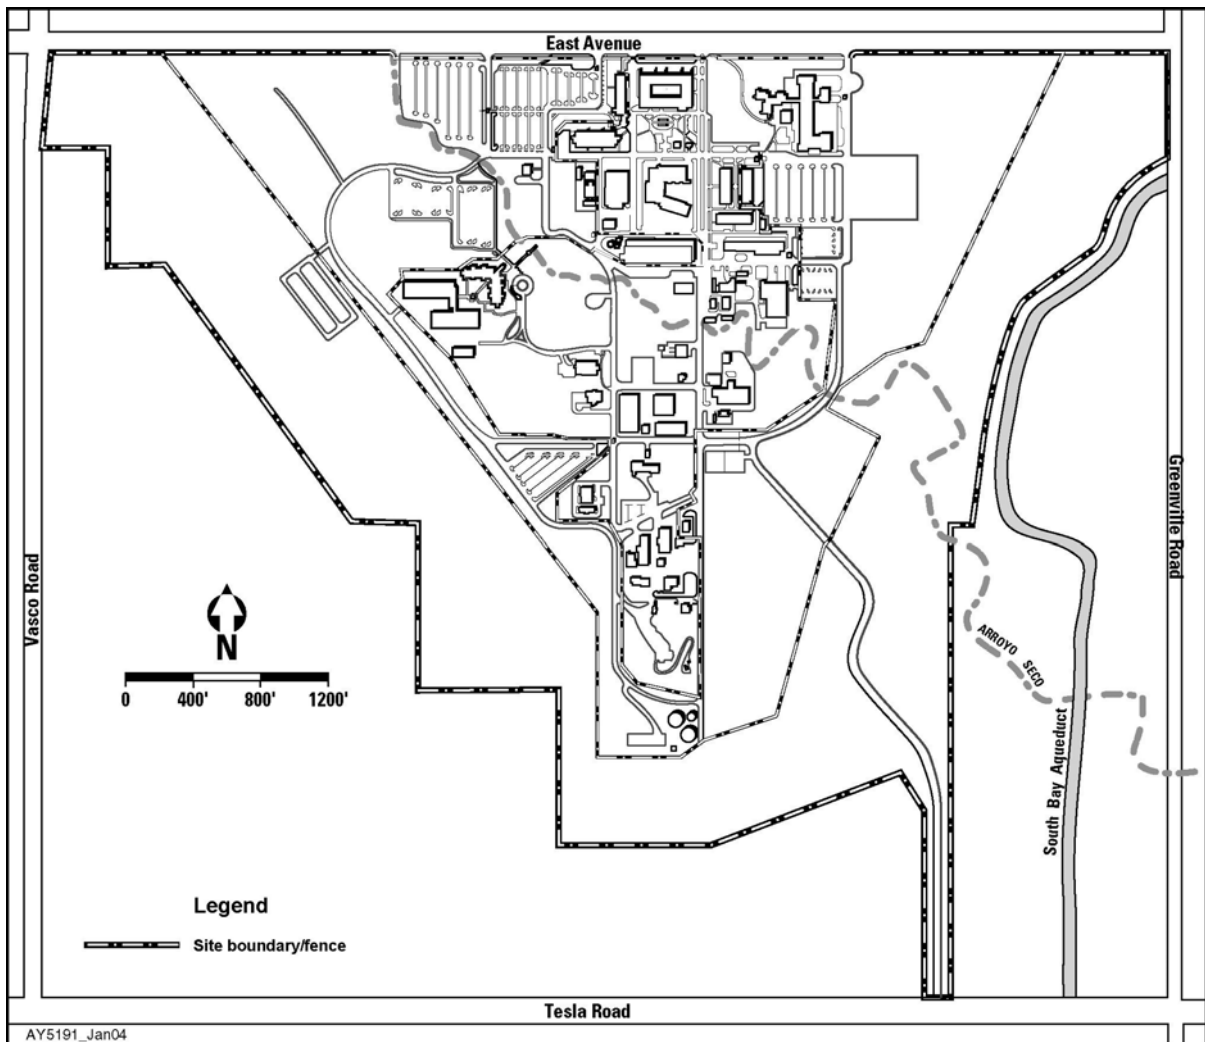 East Avenue
Vasco Road
Greenville Road
N
0 400' 800' 1200'
ARROYO SECO
South Bay Aqueduct
Legend
Site boundary/fence
Tesla Road
AY5191_Jan04